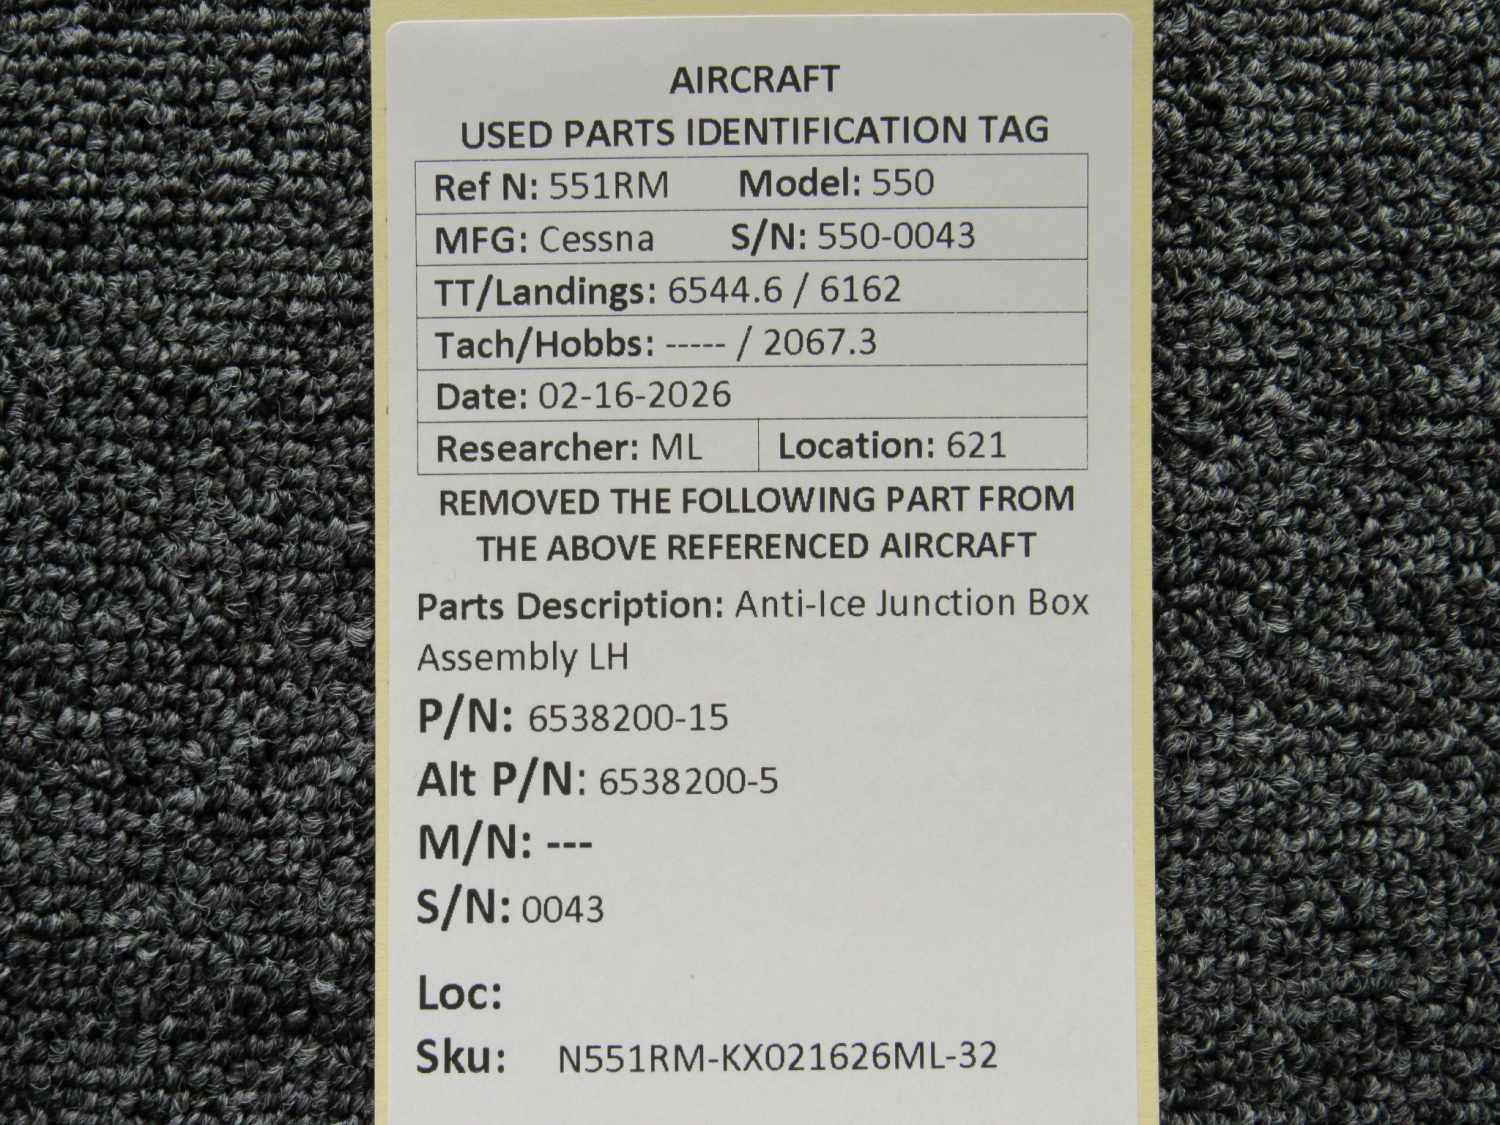 AIRCRAFT
USED PARTS IDENTIFICATION TAG
Ref N: 551RM Model: 550
MFG: Cessna S/N: 550-0043
TT/Landings: 6544.6 / 6162
Tach/Hobbs: ----- / 2067.3
Date: 02-16-2026
Researcher: ML Location: 621
REMOVED THE FOLLOWING PART FROM
THE ABOVE REFERENCED AIRCRAFT
Parts Description: Anti-Ice Junction Box
Assembly LH
P/N: 6538200-15
Alt P/N: 6538200-5
M/N: ---
S/N: 0043
Loc:
Sku: N551RM-KX021626ML-32